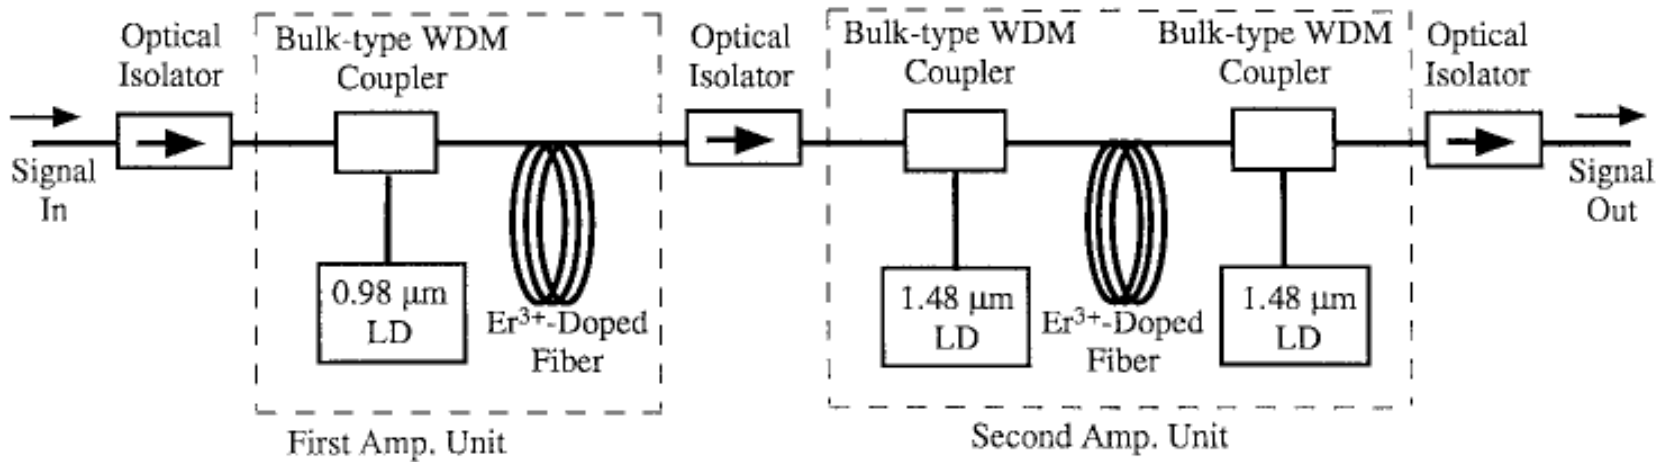 Optical
Isolator
Bulk-type WDM
Coupler
Optical
Isolator
Bulk-type WDM
Coupler
Bulk-type WDM
Coupler
Optical
Isolator
Signal
In
Signal
Out
0.98 μm
LD
Er³⁺-Doped
Fiber
1.48 μm
LD
Er³⁺-Doped
Fiber
1.48 μm
LD
First Amp. Unit
Second Amp. Unit